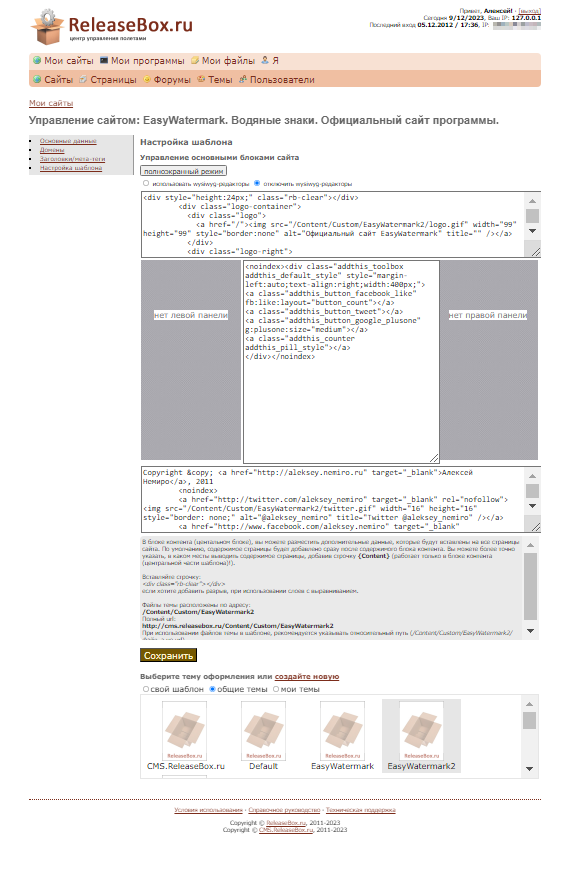 ReleaseBox.ru
центр управления полетами
Привет, Алексей! - [выход]
Сегодня 9/12/2023, Ваш IP: 127.0.0.1
Последний вход 05.12.2012 / 17:36, IP:
Мои сайты Мои программы Мои файлы Я
Сайты Страницы Форумы Темы Пользователи
Мои сайты
Управление сайтом: EasyWatermark. Водяные знаки. Официальный сайт программы.
Основные данные
Домены
Заголовки/мета-теги
Настройка шаблона
Настройка шаблона
Управление основными блоками сайта
полноэкранный режим
использовать wysiwyg-редакторы отключить wysiwyg-редакторы
<div style="height:24px;" class="rb-clear"></div>
<div class="logo-container">
<div class="logo">
<a href="/"><img src="/Content/Custom/EasyWatermark2/logo.gif" width="99"
height="99" style="border:none" alt="Официальный сайт EasyWatermark" title="" /></a>
</div>
<div class="logo-right">
нет левой панели
<noindex><div class="addthis_toolbox
addthis_default_style" style="margin-
left:auto;text-align:right;width:400px;">
<a class="addthis_button_facebook_like"
fb:like:layout="button_count"></a>
<a class="addthis_button_tweet"></a>
<a class="addthis_button_google_plusone"
g:plusone:size="medium"></a>
<a class="addthis_counter
addthis_pill_style"></a>
</div></noindex>
нет правой панели
Copyright &copy; <a href="http://aleksey.nemiro.ru" target="_blank">Алексей
Немиро</a>, 2011
<noindex>
<a href="http://twitter.com/aleksey_nemiro" target="_blank" rel="nofollow">
<img src="/Content/Custom/EasyWatermark2/twitter.gif" width="16" height="16"
style="border: none;" alt="@aleksey_nemiro" title="Twitter @aleksey_nemiro" /></a>
<a href="http://www.facebook.com/aleksey.nemiro" target="_blank"
В блоке контента (центальном блоке), вы можете разместить дополнительные данные, которые будут вставлены на все страницы
сайта. По умолчанию, содержимое страницы будет добавлено сразу после содержимого блока контента. Вы можете более точно
указать, в каком месты выводить содержимое страницы, добавив строчку {Content} (работает только в блоке контента
(центральной части шаблона)!).
Вставляйте строчку:
<div class="rb-clear"></div>
если хотите добавить разрыв, при использовании слоев с выравниванием.
Файлы темы расположены по адресу:
/Content/Custom/EasyWatermark2
Полный url:
http://cms.releasebox.ru/Content/Custom/EasyWatermark2
При использовании файлов темы в шаблоне, рекомендуется указывать относительный путь (/Content/Custom/EasyWatermark2/
Сохранить
Выберите тему оформления или создайте новую
свой шаблон общие темы мои темы
ReleaseBox.ru ReleaseBox.ru ReleaseBox.ru ReleaseBox.ru
CMS.ReleaseBox.ru Default EasyWatermark EasyWatermark2
Условия использования - Справочное руководство - Техническая поддержка
Copyright © ReleaseBox.ru, 2011-2023
Copyright © CMS.ReleaseBox.ru, 2011-2023